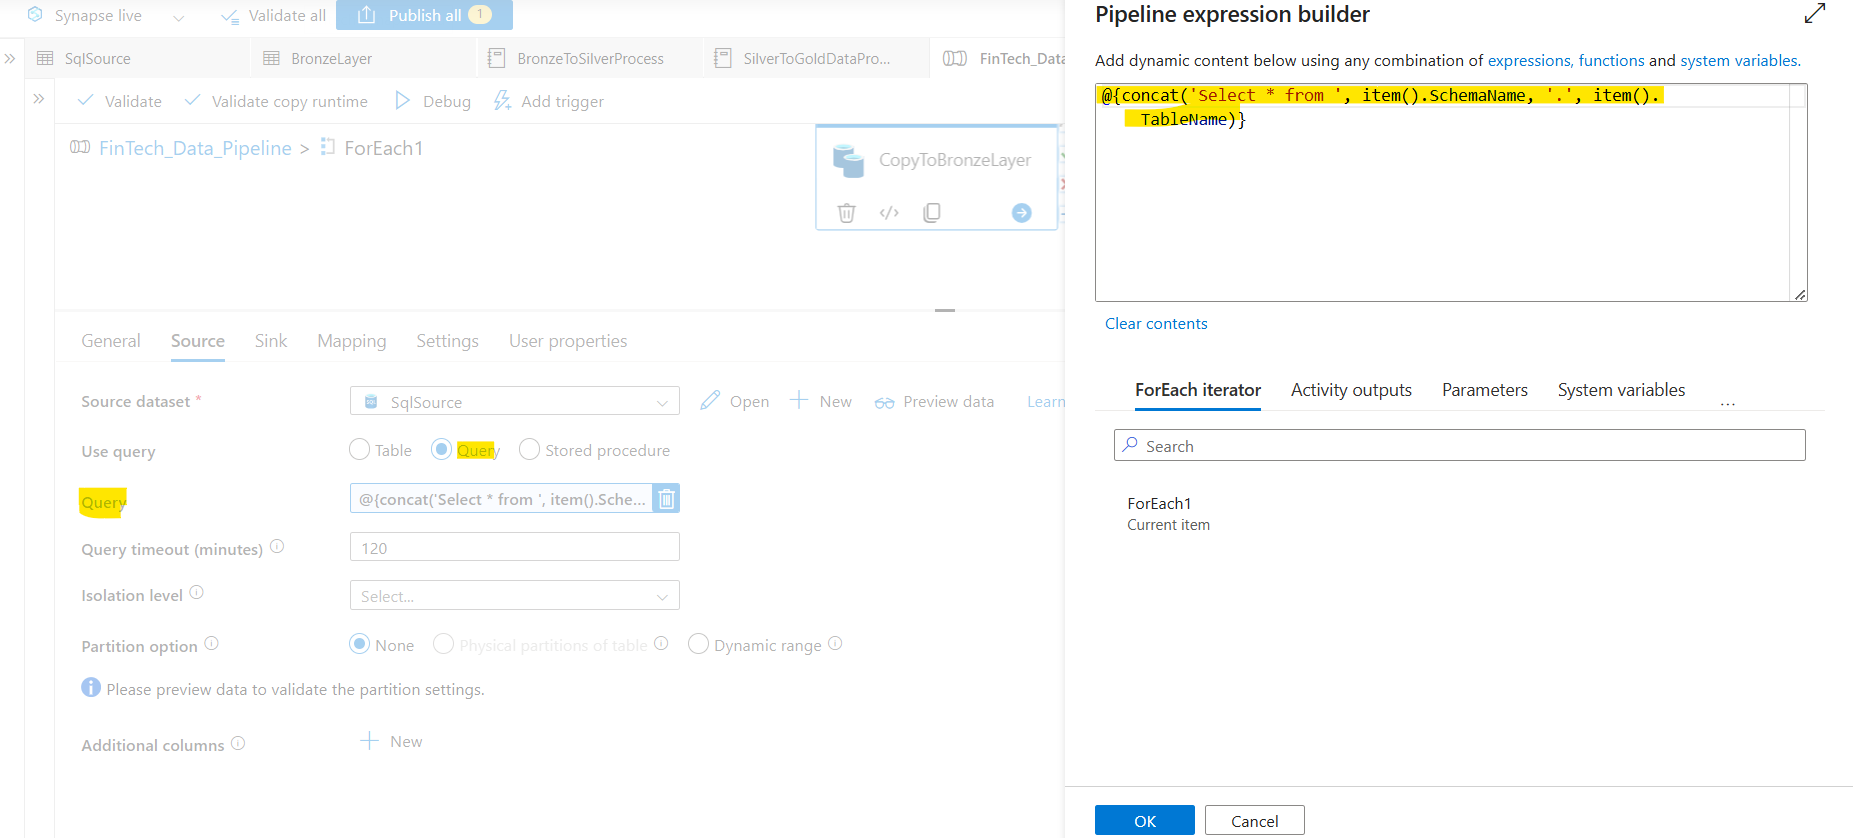 Synapse live
Validate all
Publish all 1
SqlSource
BronzeLayer
BronzeToSilverProcess
SilverToGoldDataPro...
FinTech_Data
Validate
Validate copy runtime
Debug
Add trigger
FinTech_Data_Pipeline > ForEach1
CopyToBronzeLayer
General
Source
Sink
Mapping
Settings
User properties
Source dataset *
SqlSource
Open
New
Preview data
Learn
Use query
Table
Query
Stored procedure
Query
@{concat('Select * from ', item().Sche...
Query timeout (minutes)
120
Isolation level
Select...
Partition option
None
Physical partitions of table
Dynamic range
Please preview data to validate the partition settings.
Additional columns
New
Pipeline expression builder
Add dynamic content below using any combination of expressions, functions and system variables.
@{concat('Select * from ', item().SchemaName, '.', item().
TableName)}
Clear contents
ForEach iterator
Activity outputs
Parameters
System variables
...
Search
ForEach1
Current item
OK
Cancel